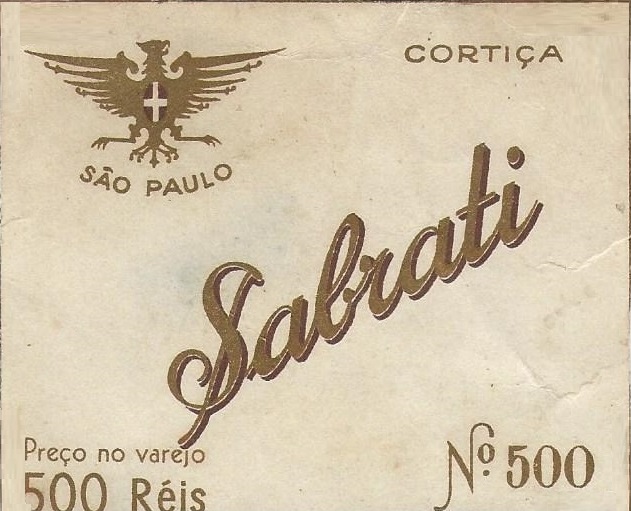 CORTIÇA
SÃO PAULO
Sabrati
Preço no varejo
500 Réis
Nº 500